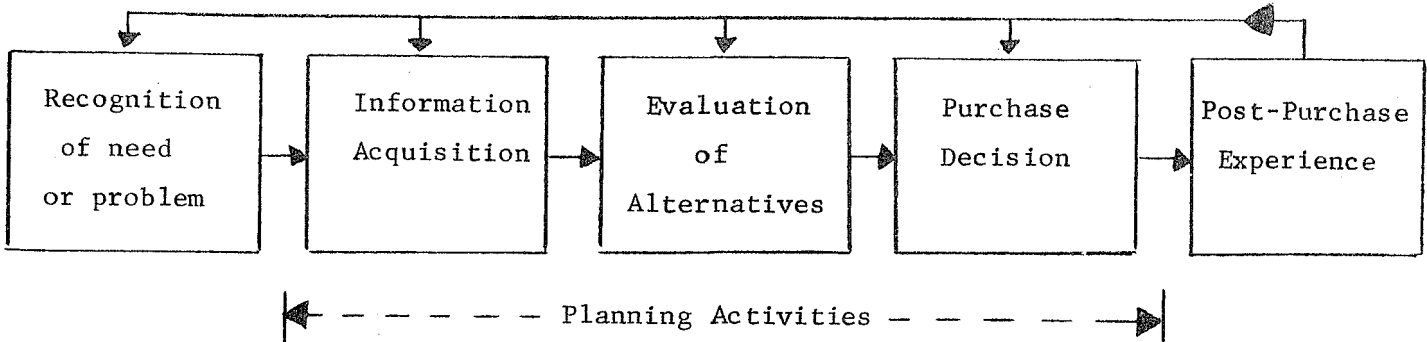 Recognition
of need
or problem
Information
Acquisition
Evaluation
of
Alternatives
Purchase
Decision
Post-Purchase
Experience
Planning Activities